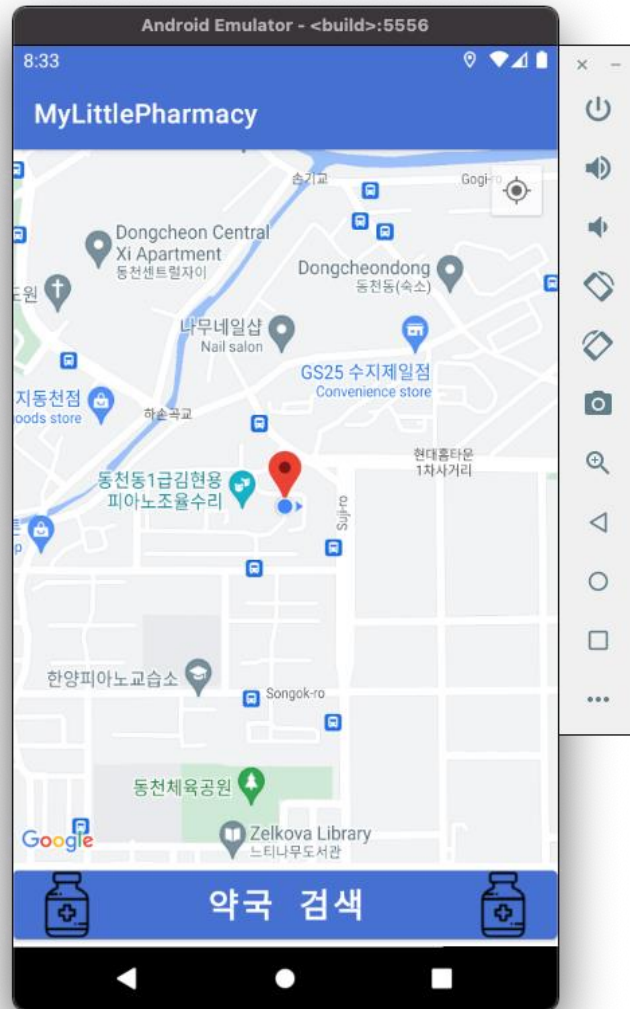 Android Emulator - <build>:5556
8:33
MyLittlePharmacy
손기교
Gogi-ro
Dongcheon Central
Xi Apartment
동천센트럴자이
Dongcheondong
동천동(숙소)
도원
나무네일샵
Nail salon
GS25 수지제일점
Convenience store
지동천점
oods store
하손곡교
현대홈타운
1차사거리
동천동1급김현용
피아노조율수리
Suji-ro
트
p
한양피아노교습소
Songok-ro
동천체육공원
Google
Zelkova Library
느티나무도서관
약국 검색